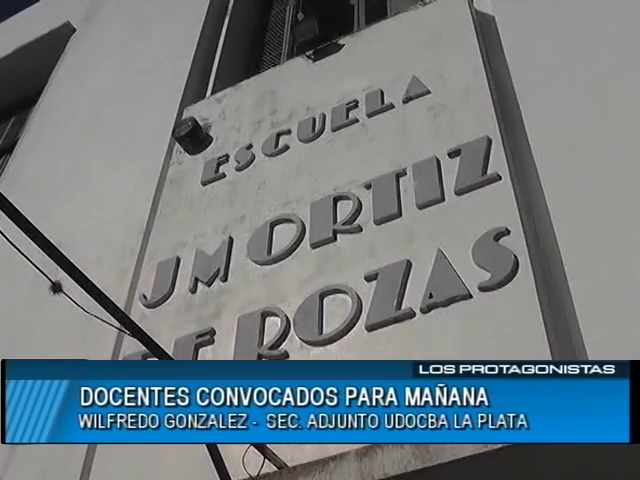 ESCUELA
JM ORTIZ
DE ROZAS
LOS PROTAGONISTAS
DOCENTES CONVOCADOS PARA MAÑANA
WILFREDO GONZALEZ - SEC. ADJUNTO UDOCBA LA PLATA